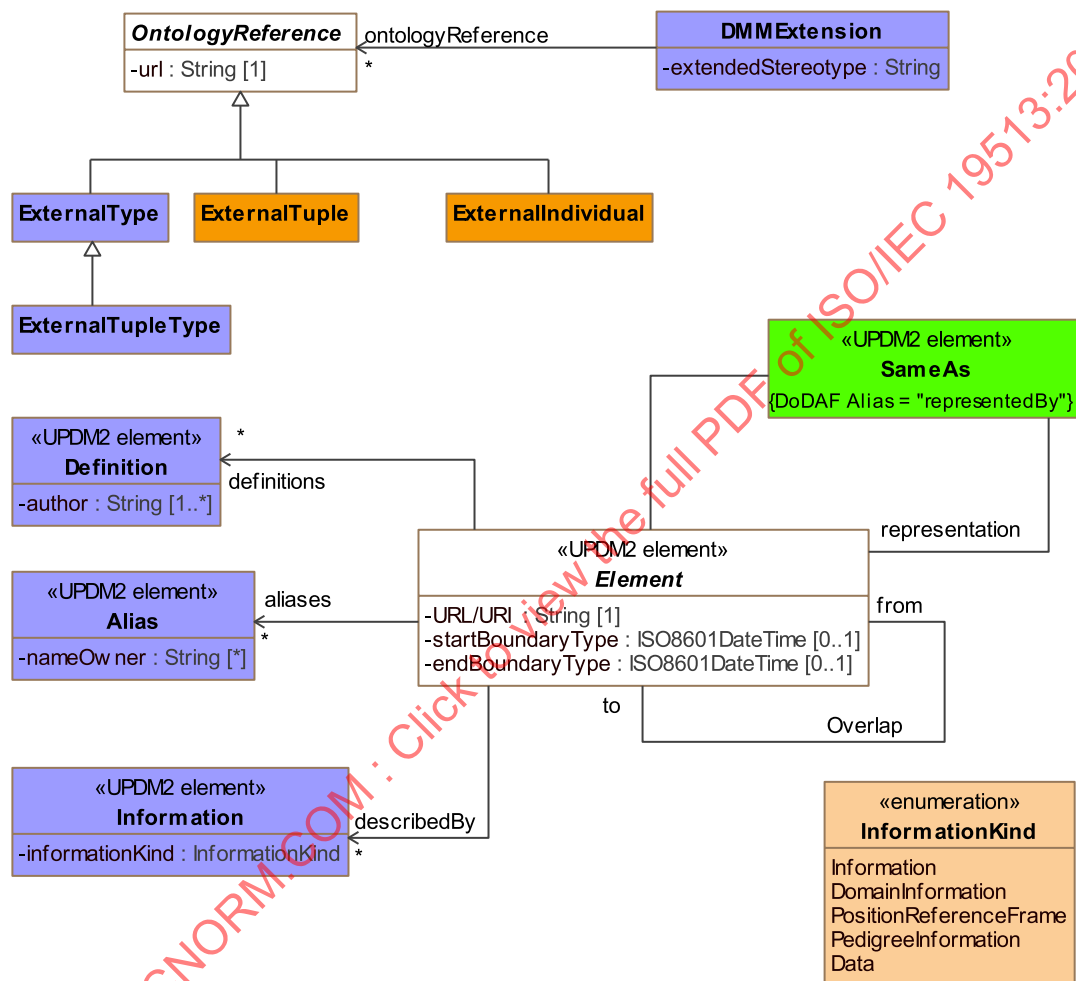 OntologyReference
-url : String [1]
ontologyReference
*
DMMExtension
-extendedStereotype : String
ExternalType
ExternalTuple
ExternalIndividual
ExternalTupleType
«UPDM2 element»
SameAs
{DoDAF Alias = "representedBy"}
«UPDM2 element»
Definition
-author : String [1..*]
*
definitions
representation
«UPDM2 element»
Element
-URL/URI : String [1]
-startBoundaryType : ISO8601DateTime [0..1]
-endBoundaryType : ISO8601DateTime [0..1]
from
to
Overlap
«UPDM2 element»
Alias
-nameOwner : String [*]
aliases
*
«UPDM2 element»
Information
-informationKind : InformationKind
describedBy
*
«enumeration»
InformationKind
Information
DomainInformation
PositionReferenceFrame
PedigreeInformation
Data
CNORM.COM : Click to view the full PDF of ISO/IEC 19513:20